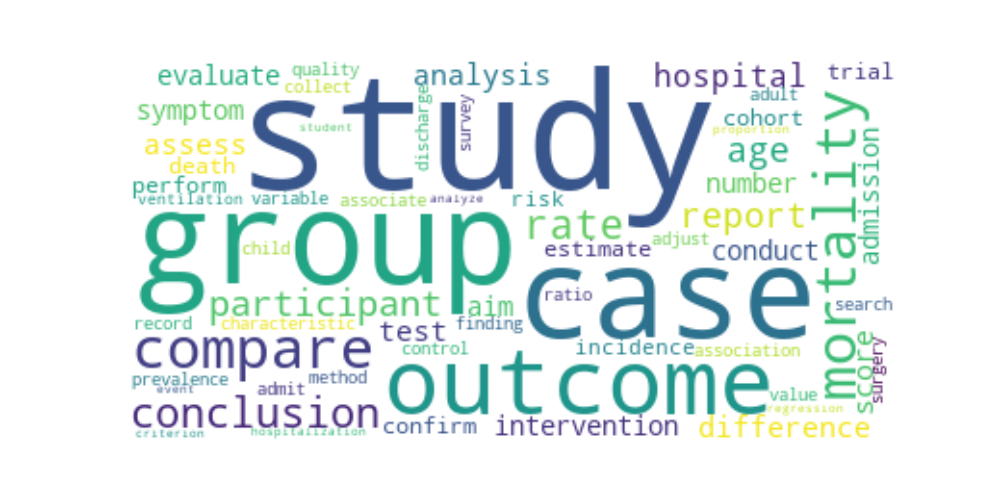 evaluate
quality
collect
analysis
hospital
trial
adult
symptom
student
study
discharge
survey
cohort
proportion
mortality
assess
death
age
admission
perform
ventilation
variable
associate
analyze
risk
number
group
child
rate
report
estimate
adjust
conduct
participant
aim
case
ratio
search
record
characteristic
test
finding
compare
control
incidence
association
score
surgery
prevalence
event
admit
method
outcome
value
regression
conclusion
confirm
intervention
difference
criterion
hospitalization